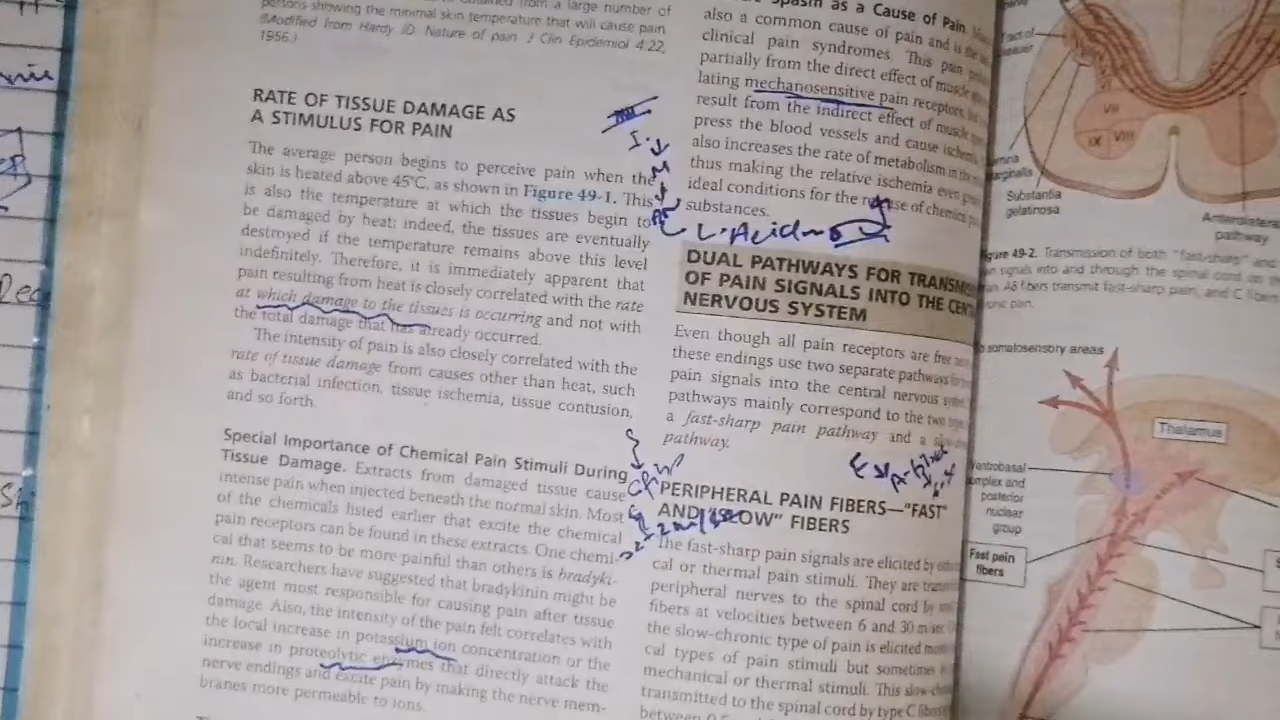 persons showing the minimal skin temperature that will cause pain.
(Modified from Hardy JD: Nature of pain. J Clin Epidemiol 4:22,
1956.)
RATE OF TISSUE DAMAGE AS
A STIMULUS FOR PAIN
The average person begins to perceive pain when the
skin is heated above 45°C, as shown in Figure 49-1. This
is also the temperature at which the tissues begin to
be damaged by heat; indeed, the tissues are eventually
destroyed if the temperature remains above this level
indefinitely. Therefore, it is immediately apparent that
pain resulting from heat is closely correlated with the rate
at which damage to the tissues is occurring and not with
the total damage that has already occurred.
The intensity of pain is also closely correlated with the
rate of tissue damage from causes other than heat, such
as bacterial infection, tissue ischemia, tissue contusion,
and so forth.
Special Importance of Chemical Pain Stimuli During
Tissue Damage. Extracts from damaged tissue cause
intense pain when injected beneath the normal skin. Most
of the chemicals listed earlier that excite the chemical
pain receptors can be found in these extracts. One chemi-
cal that seems to be more painful than others is bradyki-
nin. Researchers have suggested that bradykinin might be
the agent most responsible for causing pain after tissue
damage. Also, the intensity of the pain felt correlates with
the local increase in potassium ion concentration or the
increase in proteolytic enzymes that directly attack the
nerve endings and excite pain by making the nerve mem-
branes more permeable to ions.
Spasm as a Cause of Pain.
also a common cause of pain and is the
clinical pain syndromes. This pain
partially from the direct effect of muscle
lating mechanosensitive pain receptors,
result from the indirect effect of muscle
press the blood vessels and cause
also increases the rate of metabolism in the
thus making the relative ischemia even
ideal conditions for the of chemical
substances.
L. Acid
DUAL PATHWAYS FOR
OF PAIN SIGNALS INTO THE
NERVOUS SYSTEM
Even though all pain receptors are free
these endings use two separate pathways
pain signals into the central nervous
pathways mainly correspond to the two
a fast-sharp pain pathway and a
pathway.
PERIPHERAL PAIN FIBERS—"FAST"
AND "SLOW" FIBERS
The fast-sharp pain signals are elicited by
cal or thermal pain stimuli. They are
peripheral nerves to the spinal cord by
fibers at velocities between 6 and 30 m/sec.
the slow-chronic type of pain is elicited
cal types of pain stimuli but sometimes
mechanical or thermal stimuli. This
transmitted to the spinal cord by type C
between
Tract of
VI
VII
IX VIII
marginalis
Substantia
gelatinosa
pathway
Figure 49-2. Transmission of both "fast-sharp" and
signals into and through the spinal cord
Aδ fibers transmit fast-sharp pain, and C fibers
pain.
somatosensory areas
Thalamus
Ventrobasal
complex and
posterior
nuclear
group
Fast pain
fibers